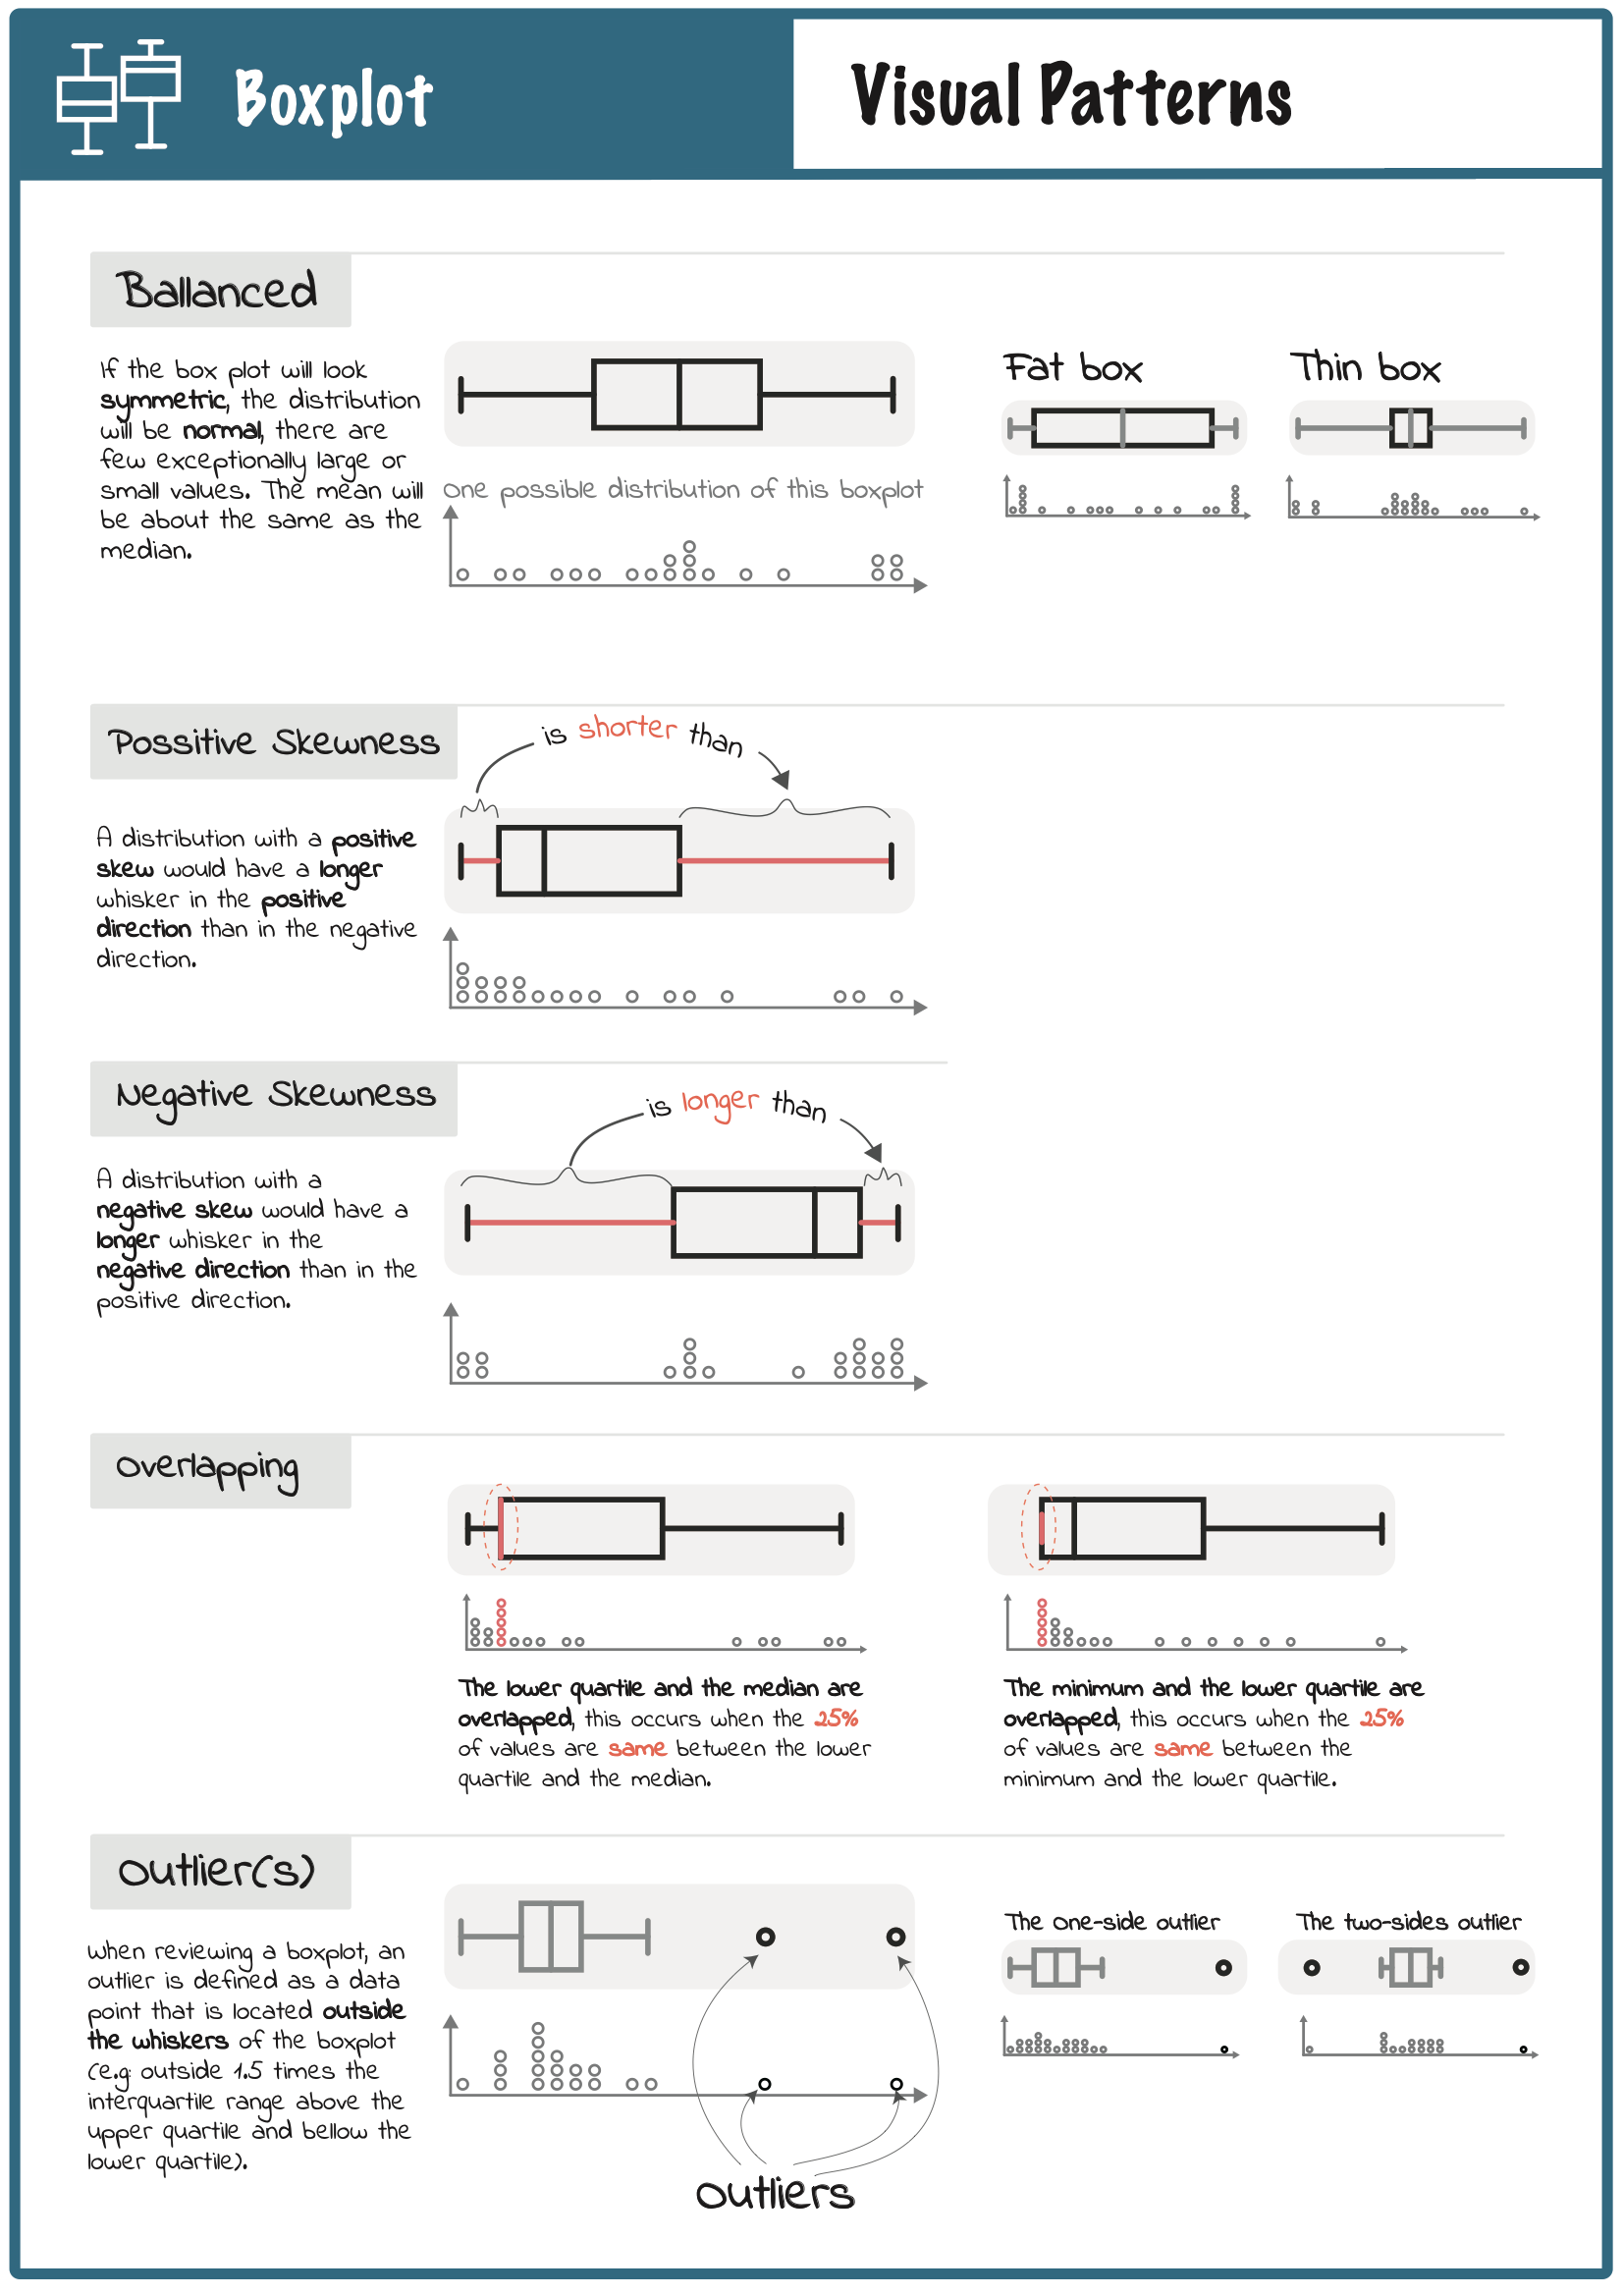 Boxplot
Visual Patterns
Ballanced
If the box plot will look
symmetric, the distribution
will be normal, there are
few exceptionally large or
small values. The mean will
be about the same as the
median.
One possible distribution of this boxplot
Fat box
Thin box
Possitive Skewness
is shorter than
A distribution with a positive
skew would have a longer
whisker in the positive
direction than in the negative
direction.
Negative Skewness
is longer than
A distribution with a
negative skew would have a
longer whisker in the
negative direction than in the
positive direction.
Overlapping
The lower quartile and the median are
overlapped, this occurs when the 25%
of values are same between the lower
quartile and the median.
The minimum and the lower quartile are
overlapped, this occurs when the 25%
of values are same between the
minimum and the lower quartile.
Outlier(s)
When reviewing a boxplot, an
outlier is defined as a data
point that is located outside
the whiskers of the boxplot
(e.g: outside 1.5 times the
interquartile range above the
upper quartile and bellow the
lower quartile).
Outliers
The one-side outlier
The two-sides outlier